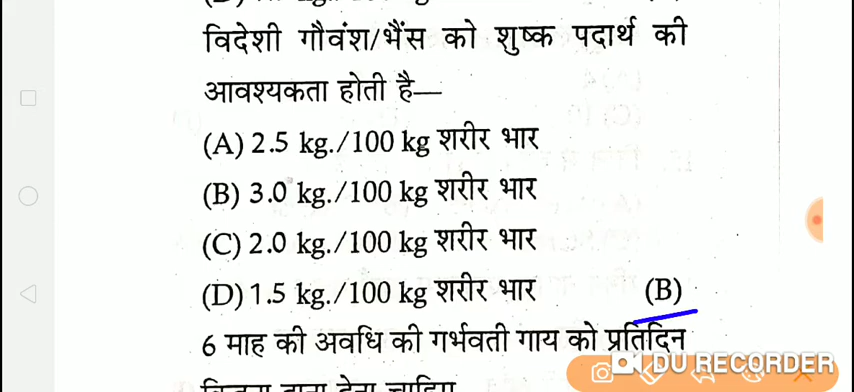 विदेशी गौवंश/भैंस को शुष्क पदार्थ की
आवश्यकता होती है—
(A) 2.5 kg./100 kg शरीर भार
(B) 3.0 kg./100 kg शरीर भार
(C) 2.0 kg./100 kg शरीर भार
(D) 1.5 kg./100 kg शरीर भार (B)
6 माह की अवधि की गर्भवती गाय को प्रतिदिन
DU RECORDER